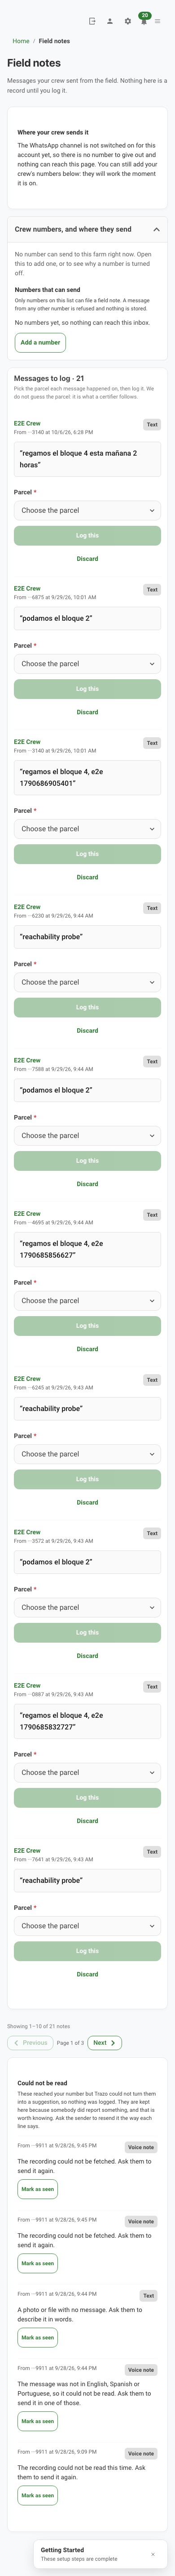 20
Home / Field notes
Field notes
Messages your crew sent from the field. Nothing here is a
record until you log it.
Where your crew sends it
The WhatsApp channel is not switched on for this
account yet, so there is no number to give out and
nothing can reach this page. You can still add your
crew's numbers below: they will work the moment
it is on.
Crew numbers, and where they send
No number can send to this farm right now. Open
this to add one, or to see why a number is turned
off.
Numbers that can send
Only numbers on this list can file a field note. A message
from any other number is refused and nothing is stored.
No numbers yet, so nothing can reach this inbox.
Add a number
Messages to log · 21
Pick the parcel each message happened on, then log it. We
do not guess the parcel: it is what a certifier follows.
E2E Crew
Text
From ··3140 at 10/6/26, 6:28 PM
“regamos el bloque 4 esta mañana 2
horas”
Parcel *
Choose the parcel
Log this
Discard
E2E Crew
Text
From ··6875 at 9/29/26, 10:01 AM
“podamos el bloque 2”
Parcel *
Choose the parcel
Log this
Discard
E2E Crew
Text
From ··3140 at 9/29/26, 10:01 AM
“regamos el bloque 4, e2e
1790686905401”
Parcel *
Choose the parcel
Log this
Discard
E2E Crew
Text
From ··6230 at 9/29/26, 9:44 AM
“reachability probe”
Parcel *
Choose the parcel
Log this
Discard
E2E Crew
Text
From ··7588 at 9/29/26, 9:44 AM
“podamos el bloque 2”
Parcel *
Choose the parcel
Log this
Discard
E2E Crew
Text
From ··4695 at 9/29/26, 9:44 AM
“regamos el bloque 4, e2e
1790685856627”
Parcel *
Choose the parcel
Log this
Discard
E2E Crew
Text
From ··6245 at 9/29/26, 9:43 AM
“reachability probe”
Parcel *
Choose the parcel
Log this
Discard
E2E Crew
Text
From ··3572 at 9/29/26, 9:43 AM
“podamos el bloque 2”
Parcel *
Choose the parcel
Log this
Discard
E2E Crew
Text
From ··0887 at 9/29/26, 9:43 AM
“regamos el bloque 4, e2e
1790685832727”
Parcel *
Choose the parcel
Log this
Discard
E2E Crew
Text
From ··7641 at 9/29/26, 9:43 AM
“reachability probe”
Parcel *
Choose the parcel
Log this
Discard
Showing 1–10 of 21 notes
Previous
Page 1 of 3
Next
Could not be read
These reached your number but Trazo could not turn them
into a suggestion, so nothing was logged. They are kept
here because somebody did report something, and that is
worth knowing. Ask the sender to resend it the way each
line says.
From ··9911 at 9/28/26, 9:45 PM
Voice note
The recording could not be fetched. Ask them to
send it again.
Mark as seen
From ··9911 at 9/28/26, 9:45 PM
Voice note
The recording could not be fetched. Ask them to
send it again.
Mark as seen
From ··9911 at 9/28/26, 9:44 PM
Text
A photo or file with no message. Ask them to
describe it in words.
Mark as seen
From ··9911 at 9/28/26, 9:44 PM
Voice note
The message was not in English, Spanish or
Portuguese, so it could not be read. Ask them to
send it in one of those.
Mark as seen
From ··9911 at 9/28/26, 9:09 PM
Voice note
The recording could not be read this time. Ask
them to send it again.
Mark as seen
Getting Started
These setup steps are complete
×